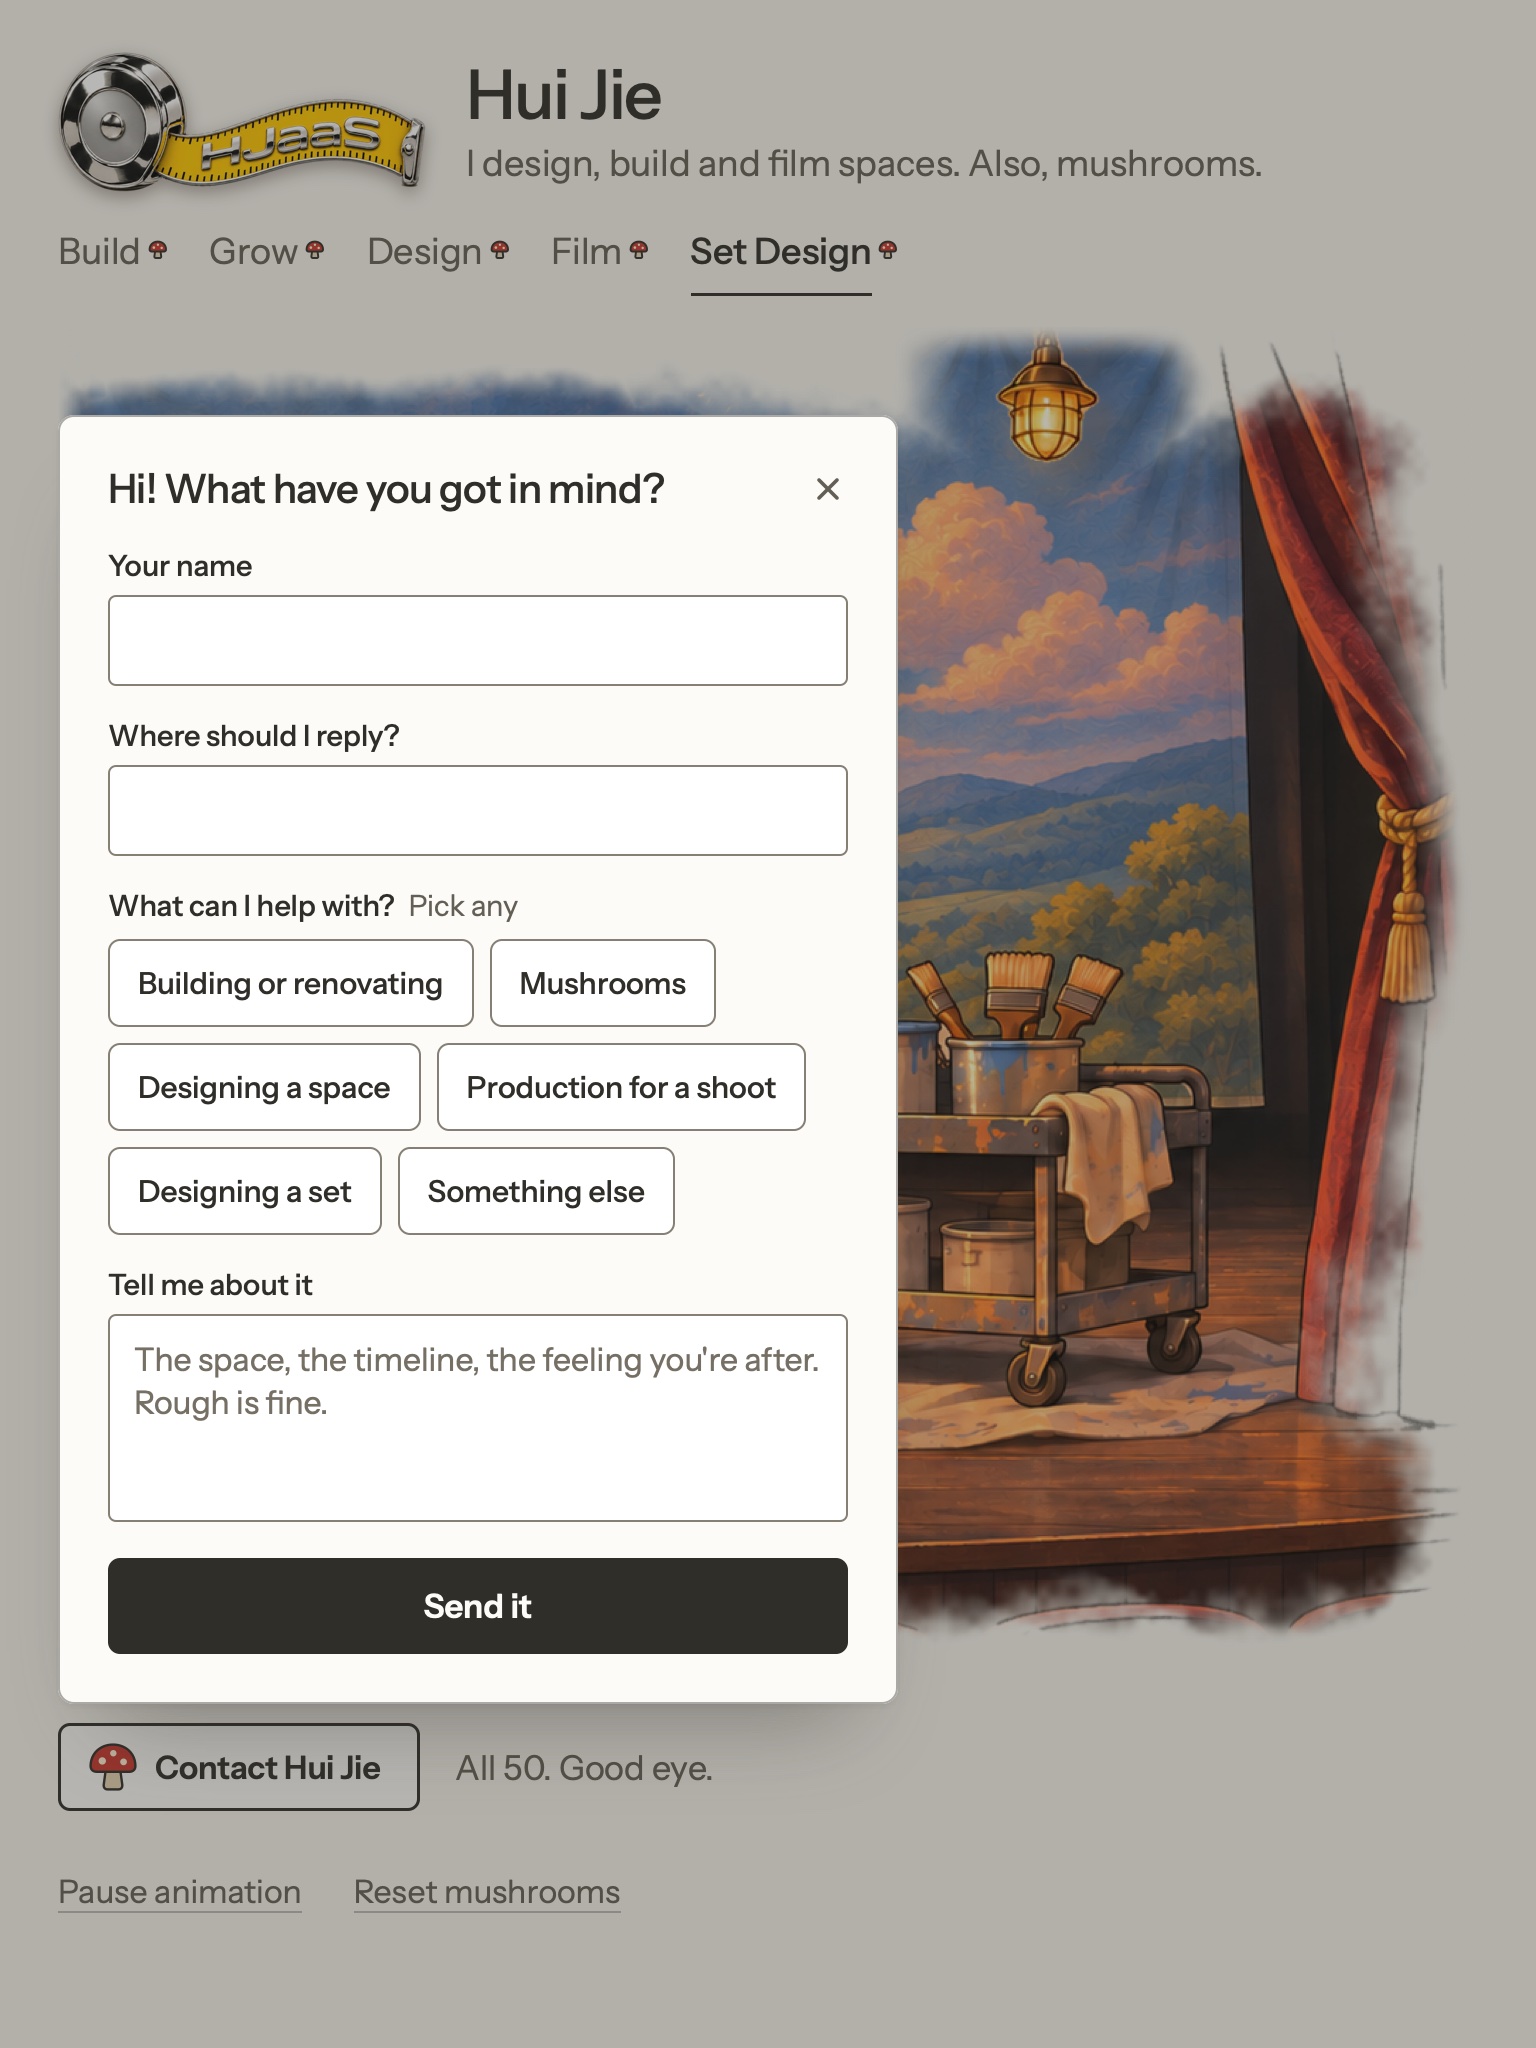 HJaaS
Hui Jie
I design, build and film spaces. Also, mushrooms.
Build Grow Design Film Set Design
Hi! What have you got in mind?
Your name
Where should I reply?
What can I help with? Pick any
Building or renovating Mushrooms
Designing a space Production for a shoot
Designing a set Something else
Tell me about it
The space, the timeline, the feeling you're after.
Rough is fine.
Send it
Contact Hui Jie All 50. Good eye.
Pause animation Reset mushrooms